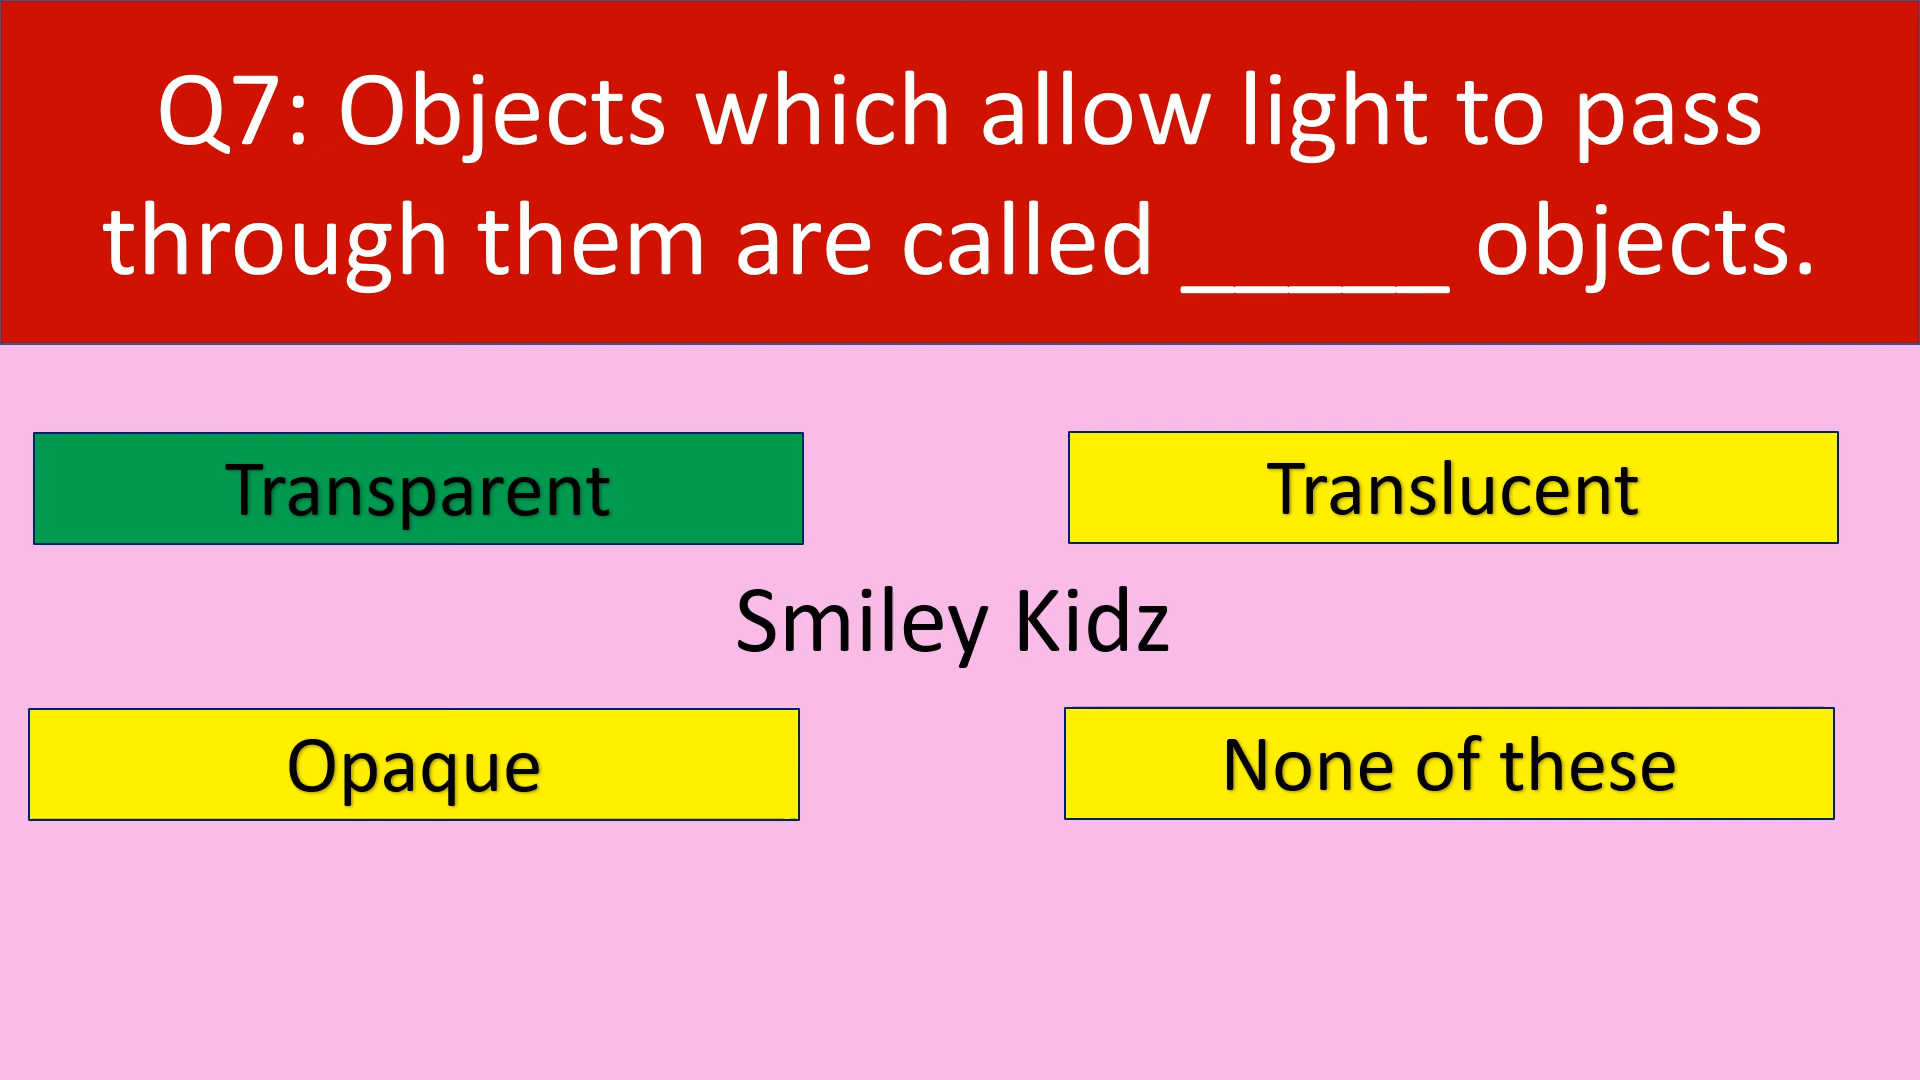 Q7: Objects which allow light to pass
through them are called _____ objects.
Transparent
Translucent
Smiley Kidz
Opaque
None of these